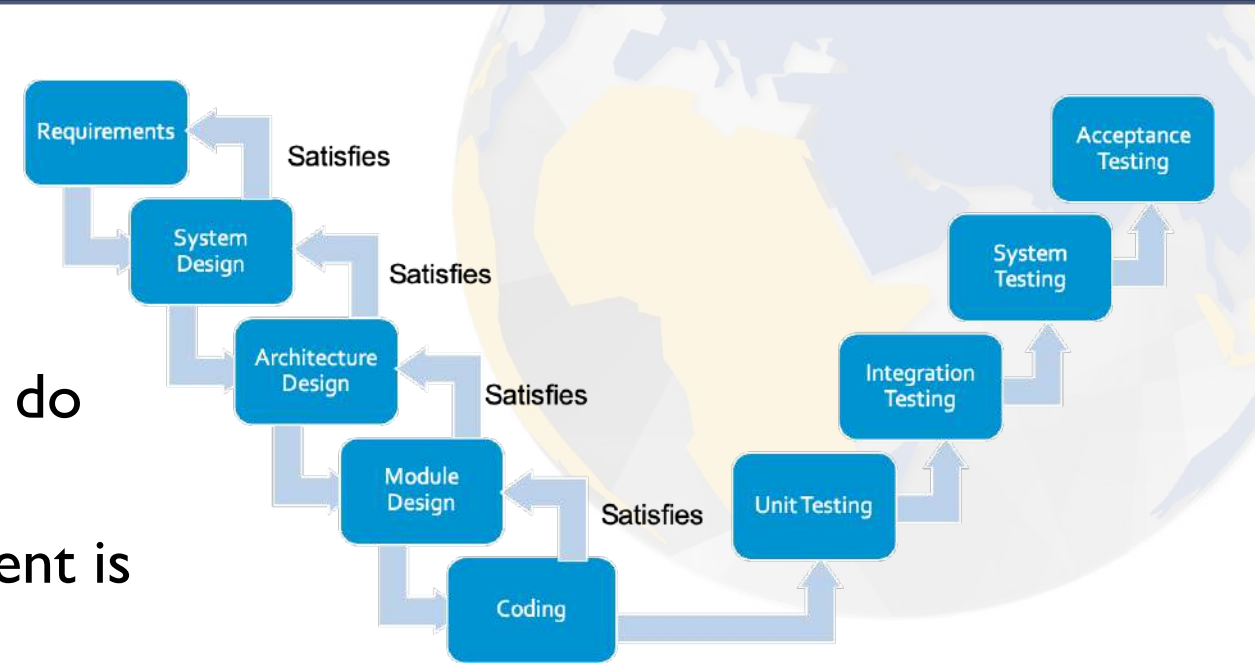 Requirements
Satisfies
System
Design
Satisfies
Architecture
Design
do
Satisfies
Module
Design
Satisfies
ent is
Coding
Unit Testing
Integration
Testing
System
Testing
Acceptance
Testing